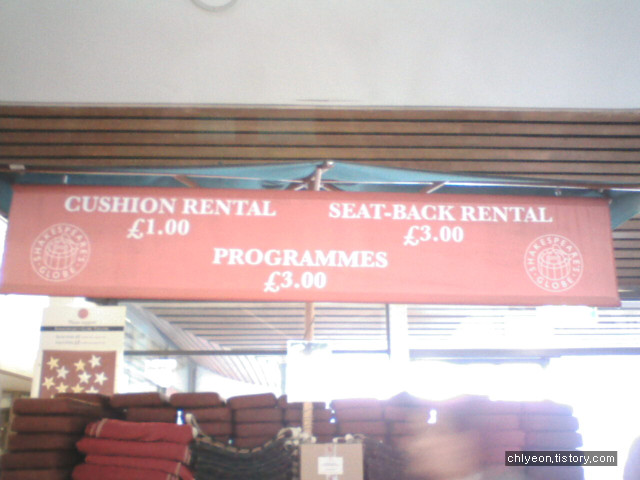 CUSHION RENTAL
£1.00
SEAT-BACK RENTAL
£3.00
PROGRAMMES
£3.00
SHAKESPEARE'S GLOBE
SHAKESPEARE'S GLOBE
chlyeon.tistory.com